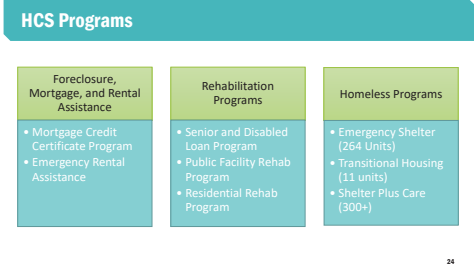 HCS Programs
Foreclosure,
Mortgage, and Rental
Assistance
• Mortgage Credit
Certificate Program
• Emergency Rental
Assistance
Rehabilitation
Programs
• Senior and Disabled
Loan Program
• Public Facility Rehab
Program
• Residential Rehab
Program
Homeless Programs
• Emergency Shelter
(264 Units)
• Transitional Housing
(11 units)
• Shelter Plus Care
(300+)
24